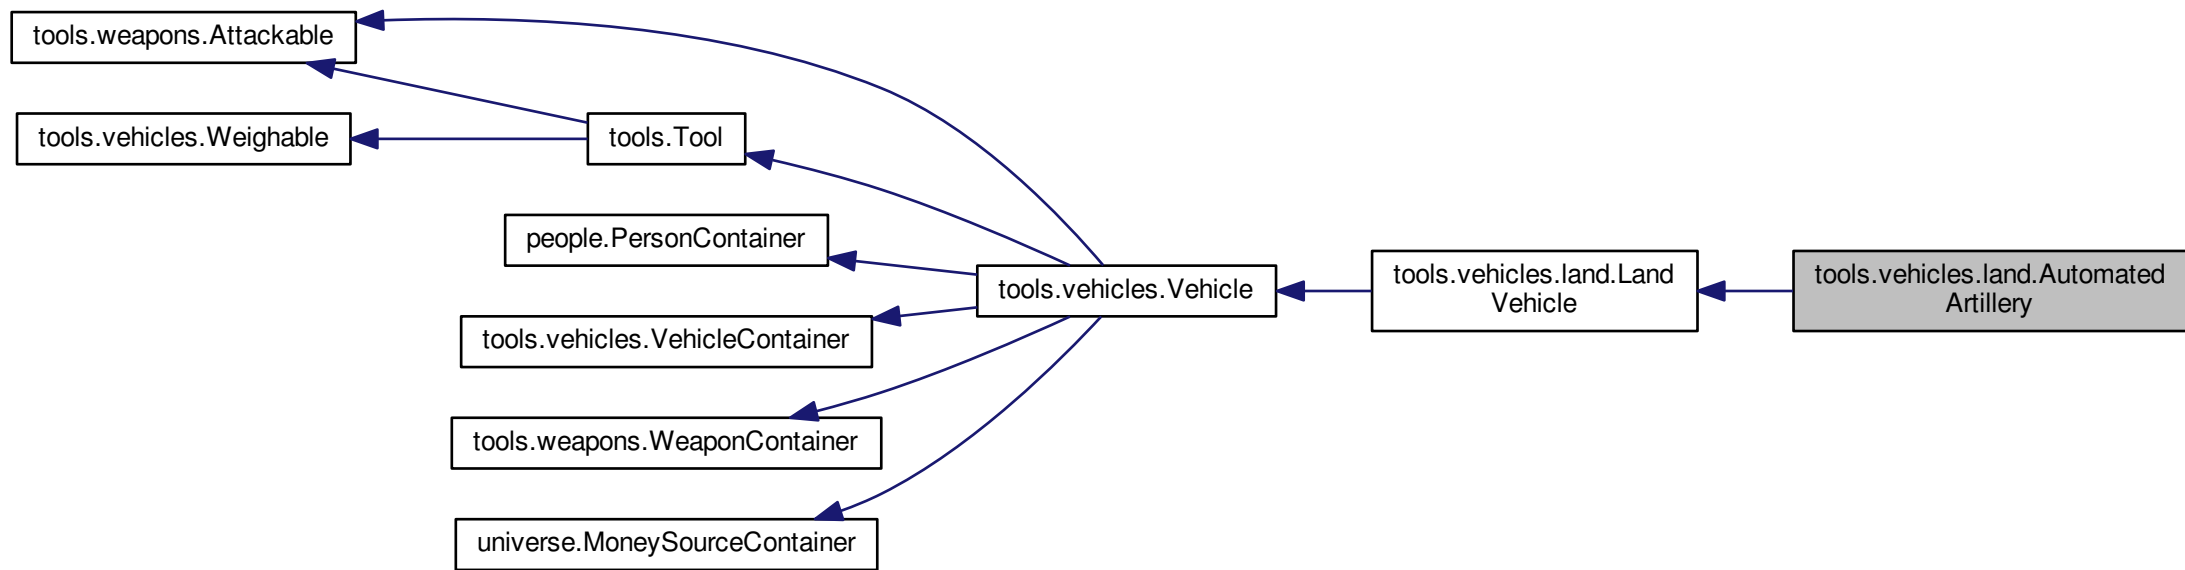 tools.weapons.Attackable
tools.vehicles.Weighable
tools.Tool
people.PersonContainer
tools.vehicles.VehicleContainer
tools.weapons.WeaponContainer
universe.MoneySourceContainer
tools.vehicles.Vehicle
tools.vehicles.land.Land
Vehicle
tools.vehicles.land.Automated
Artillery